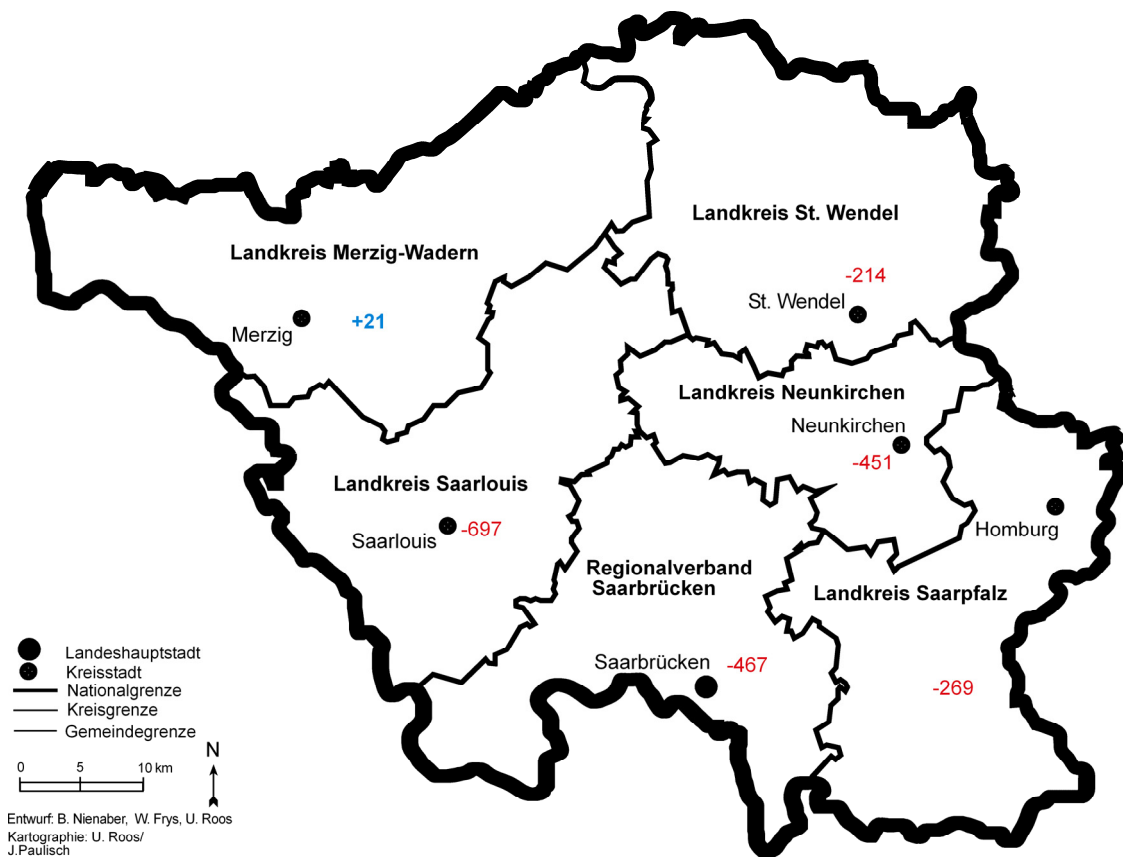 Landkreis St. Wendel
Landkreis Merzig-Wadern
-214
St. Wendel
Merzig
+21
Landkreis Neunkirchen
Neunkirchen
-451
Landkreis Saarlouis
Saarlouis
-697
Homburg
Regionalverband
Saarbrücken
Landkreis Saarpfalz
Saarbrücken
-467
-269
Landeshauptstadt
Kreisstadt
Nationalgrenze
Kreisgrenze
Gemeindegrenze
N
0 5 10 km
Entwurf: B. Nienaber, W. Frys, U. Roos
Kartographie: U. Roos/
J.Paulisch